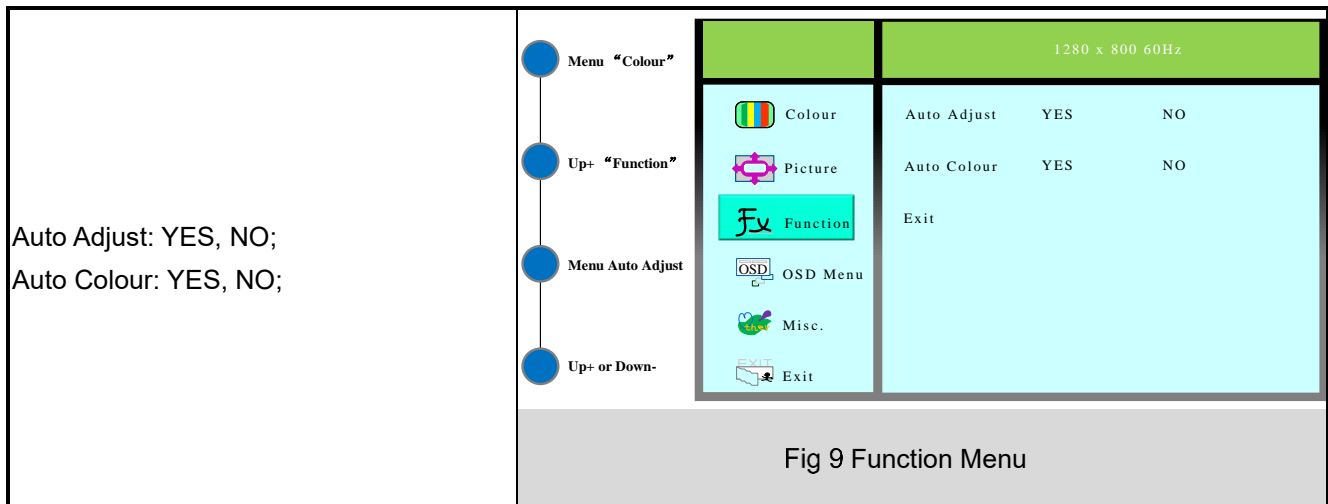 Auto Adjust: YES, NO;
Auto Colour: YES, NO;
Menu “Colour”
Up+ “Function”
Menu Auto Adjust
Up+ or Down-
1280 x 800 60Hz
Colour
Picture
Fx Function
OSD OSD Menu
Misc.
EXIT
Exit
Auto Adjust YES NO
Auto Colour YES NO
Exit
Fig 9 Function Menu